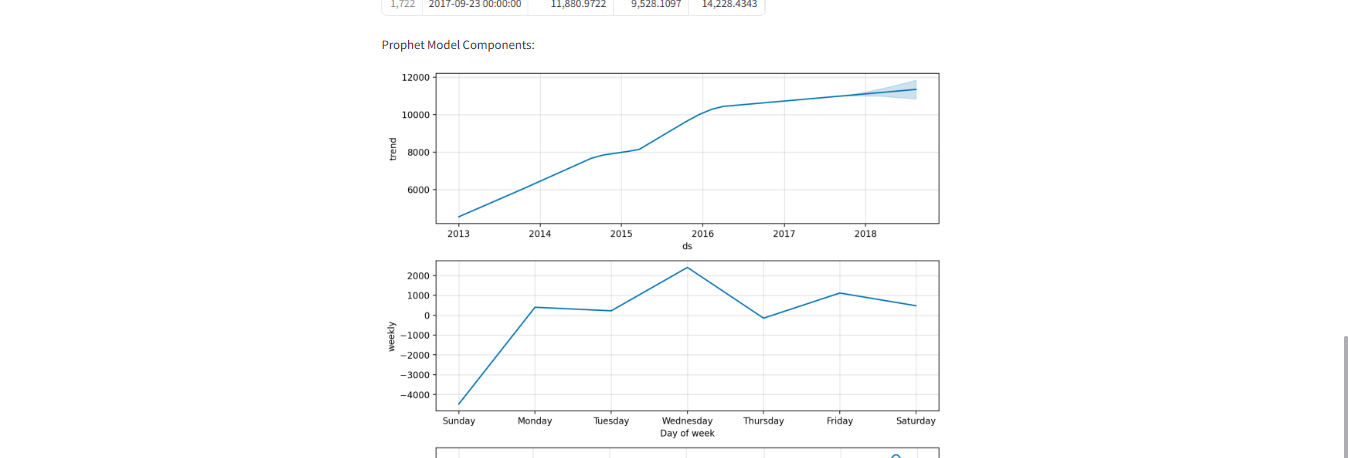 1,722 2017-09-23 00:00:00 11,880.9722 9,528.1097 14,228.4343
Prophet Model Components:
12000
10000
8000
6000
trend
2013 2014 2015 2016 2017 2018
ds
2000
1000
0
−1000
−2000
−3000
−4000
weekly
Sunday Monday Tuesday Wednesday Thursday Friday Saturday
Day of week